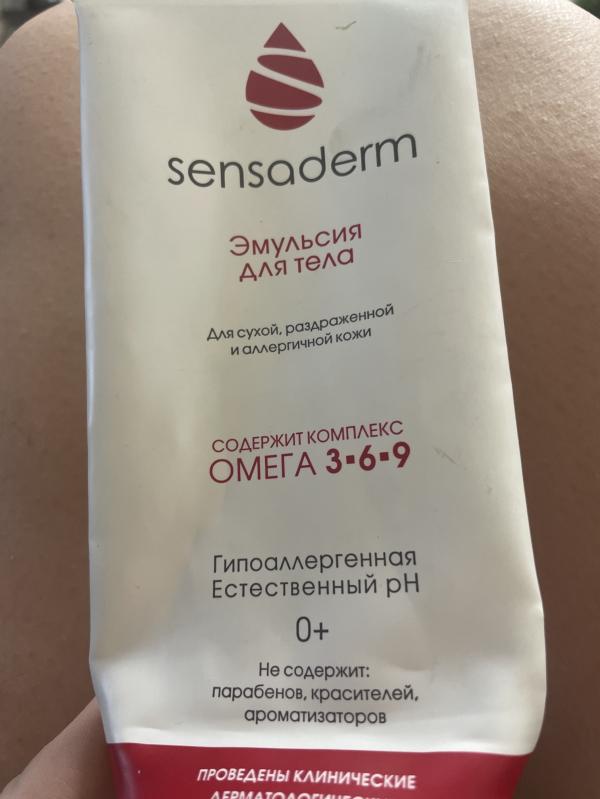 sensaderm
Эмульсия
для тела
Для сухой, раздраженной
и аллергичной кожи
СОДЕРЖИТ КОМПЛЕКС
ОМЕГА 3▪6▪9
Гипоаллергенная
Естественный pH
0+
Не содержит:
парабенов, красителей,
ароматизаторов
ПРОВЕДЕНЫ КЛИНИЧЕСКИЕ